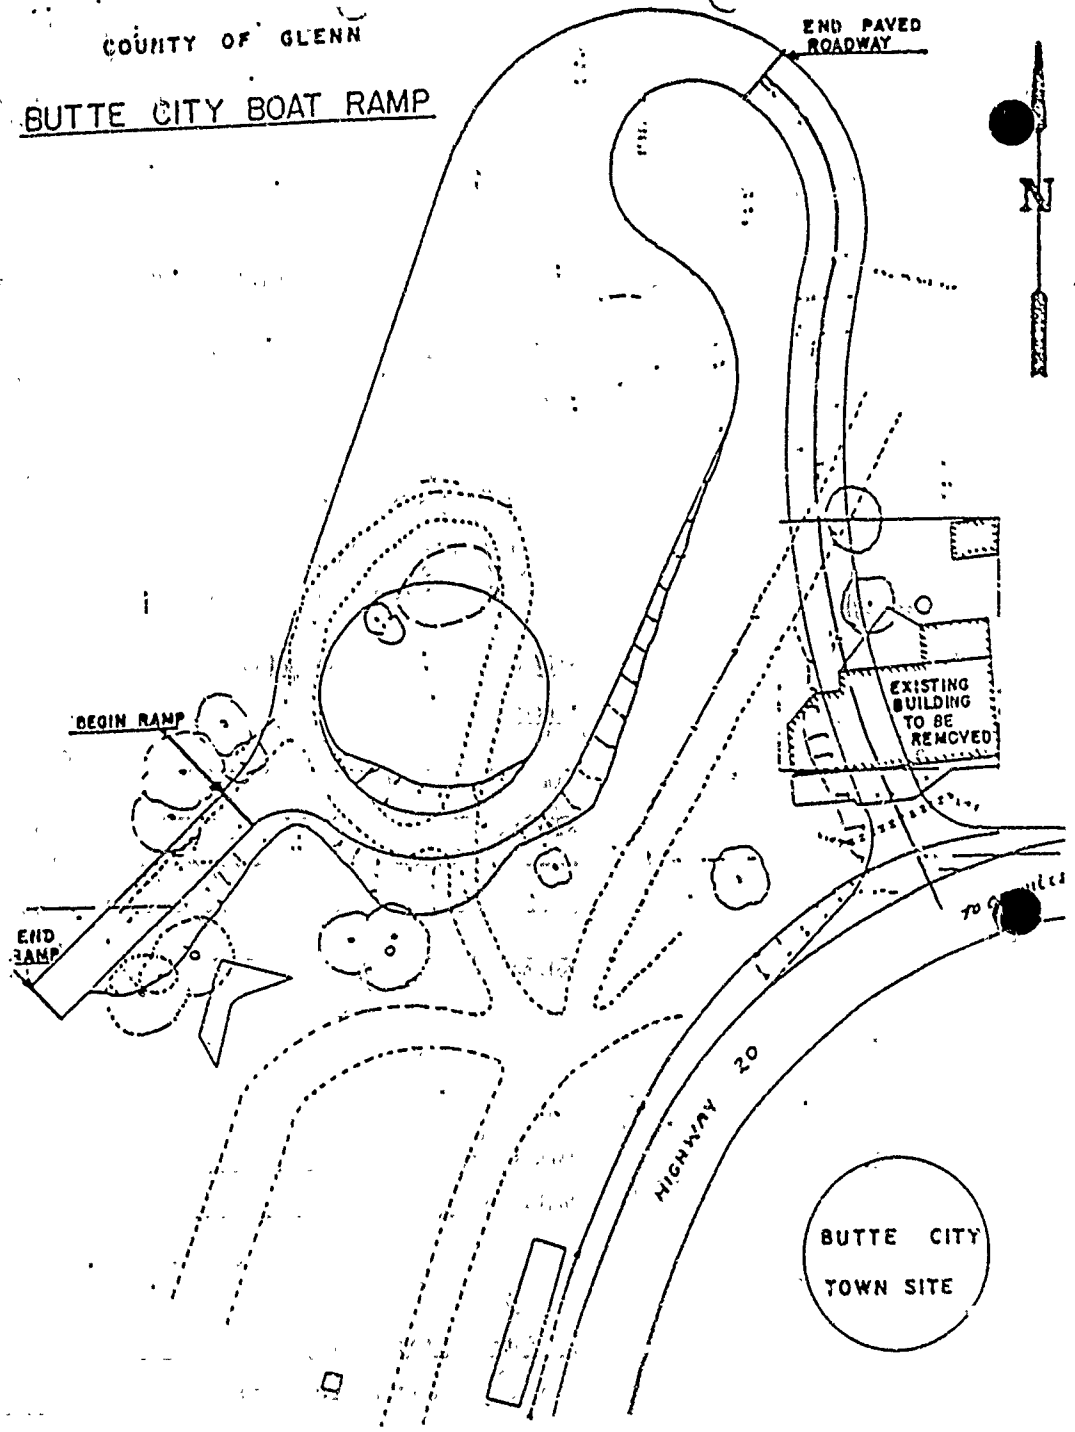 COUNTY OF GLENN
BUTTE CITY BOAT RAMP
END PAVED
ROADWAY
N
EXISTING
BUILDING
TO BE
REMOVED
BEGIN RAMP
END
RAMP
TO
HIGHWAY 20
BUTTE CITY
TOWN SITE